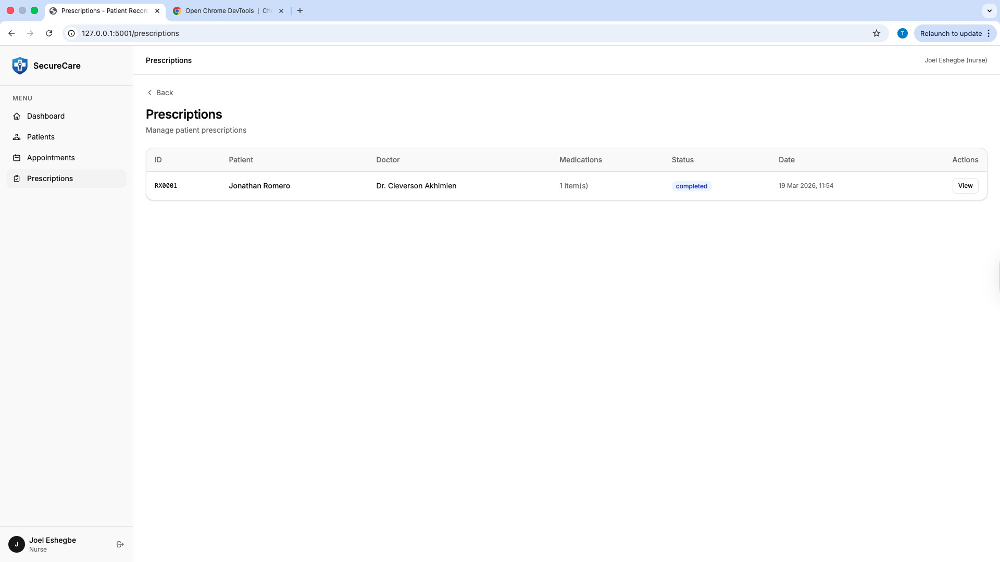 Prescriptions - Patient Recor
Open Chrome DevTools | Ch
127.0.0.1:5001/prescriptions
T
Relaunch to update
SecureCare
MENU
Dashboard
Patients
Appointments
Prescriptions
Joel Eshegbe
Nurse
J
Prescriptions
Joel Eshegbe (nurse)
Back
Prescriptions
Manage patient prescriptions
ID Patient Doctor Medications Status Date Actions
RX0001 Jonathan Romero Dr. Cleverson Akhimien 1 item(s) completed 19 Mar 2026, 11:54 View